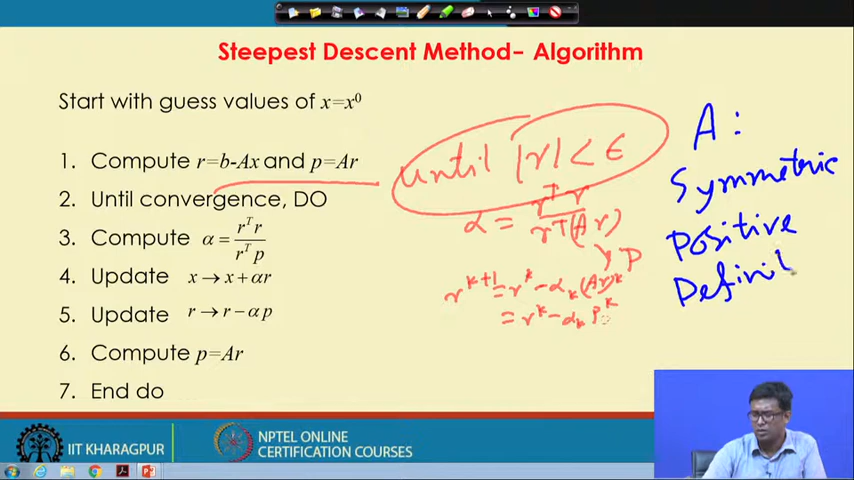 Steepest Descent Method- Algorithm
Start with guess values of x=x⁰
1. Compute r=b-Ax and p=Ar
2. Until convergence, DO
3. Compute α = rᵀr / rᵀp
4. Update x → x + αr
5. Update r → r − αp
6. Compute p=Ar
7. End do
until |r| < ϵ
α = rᵀr / rᵀ(Ar)
p
rᵏ⁺¹ = rᵏ − αₖ(Ar)ᵏ
= rᵏ − αₖ pᵏ
A :
Symmetric
Positive
Definit
IIT KHARAGPUR
NPTEL ONLINE
CERTIFICATION COURSES